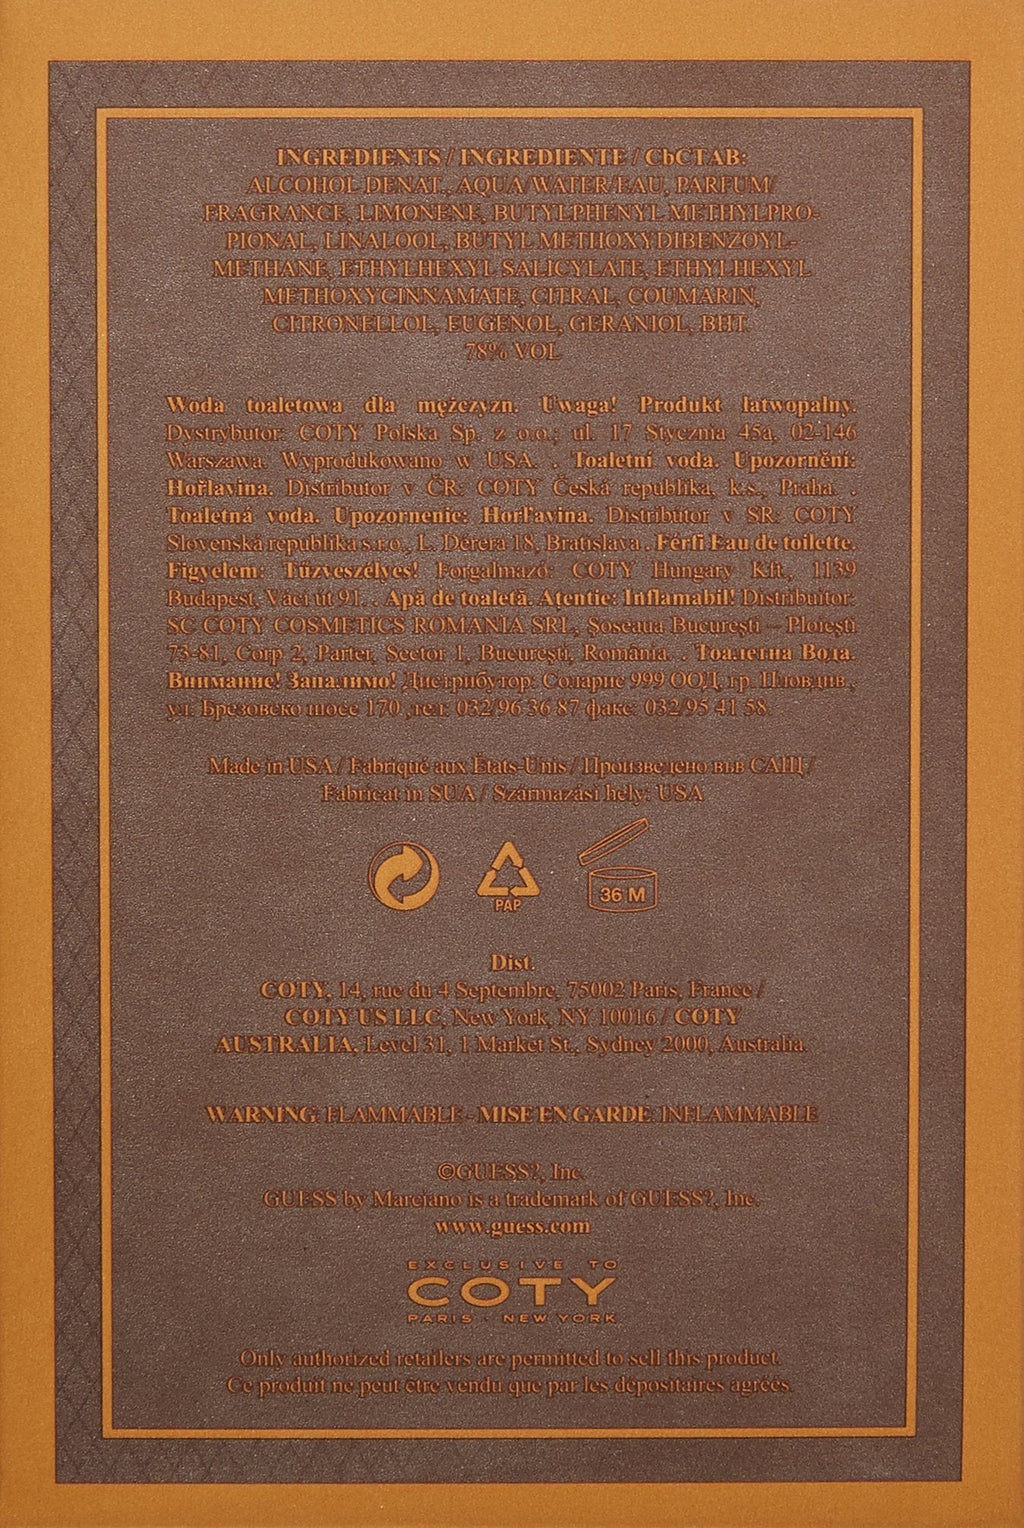 INGREDIENTS / INGREDIENTE / CЪCTAB:
ALCOHOL DENAT., AQUA/WATER/EAU, PARFUM/
FRAGRANCE, LIMONENE, BUTYLPHENYL METHYLPRO-
PIONAL, LINALOOL, BUTYL METHOXYDIBENZOYL-
METHANE, ETHYLHEXYL SALICYLATE, ETHYLHEXYL
METHOXYCINNAMATE, CITRAL, COUMARIN,
CITRONELLOL, EUGENOL, GERANIOL, BHT.
78% VOL
Woda toaletowa dla mężczyzn. Uwaga! Produkt łatwopalny.
Dystrybutor: COTY Polska Sp. z o.o.; ul. 17 Stycznia 45a, 02-146
Warszawa. Wyprodukowano w USA. . Toaletní voda. Upozornění:
Hořlavina. Distributor v ČR: COTY Česká republika, k.s., Praha. .
Toaletná voda. Upozornenie: Horľavina. Distributor v SR: COTY
Slovenská republika s.r.o., L. Dérera 18, Bratislava . Férfi Eau de toilette.
Figyelem: Tűzveszélyes! Forgalmazó: COTY Hungary Kft., 1139
Budapest, Váci út 91. . Apă de toaletă. Atenţie: Inflamabil! Distribuitor:
SC COTY COSMETICS ROMANIA SRL, Şoseaua Bucureşti – Ploieşti
73-81, Corp 2, Parter, Sector 1, Bucureşti, România. . Тоалетна Вода.
Внимание! Запалимо! Дистрибутор: Соларис 999 ООД, гр. Пловдив ,
ул. Брезовско шосе 170 ,тел: 032/96 36 87 факс: 032/95 41 58.
Made in USA / Fabriqué aux États-Unis / Произведено във САЩ /
Fabricat in SUA / Származási hely: USA
PAP
36 M
Dist.
COTY, 14, rue du 4 Septembre, 75002 Paris, France /
COTY US LLC, New York, NY 10016 / COTY
AUSTRALIA, Level 31, 1 Market St., Sydney 2000, Australia.
WARNING: FLAMMABLE - MISE EN GARDE: INFLAMMABLE
©GUESS?, Inc.
GUESS by Marciano is a trademark of GUESS?, Inc.
www.guess.com
EXCLUSIVE TO
COTY
PARIS · NEW YORK
Only authorized retailers are permitted to sell this product.
Ce produit ne peut être vendu que par les dépositaires agréés.